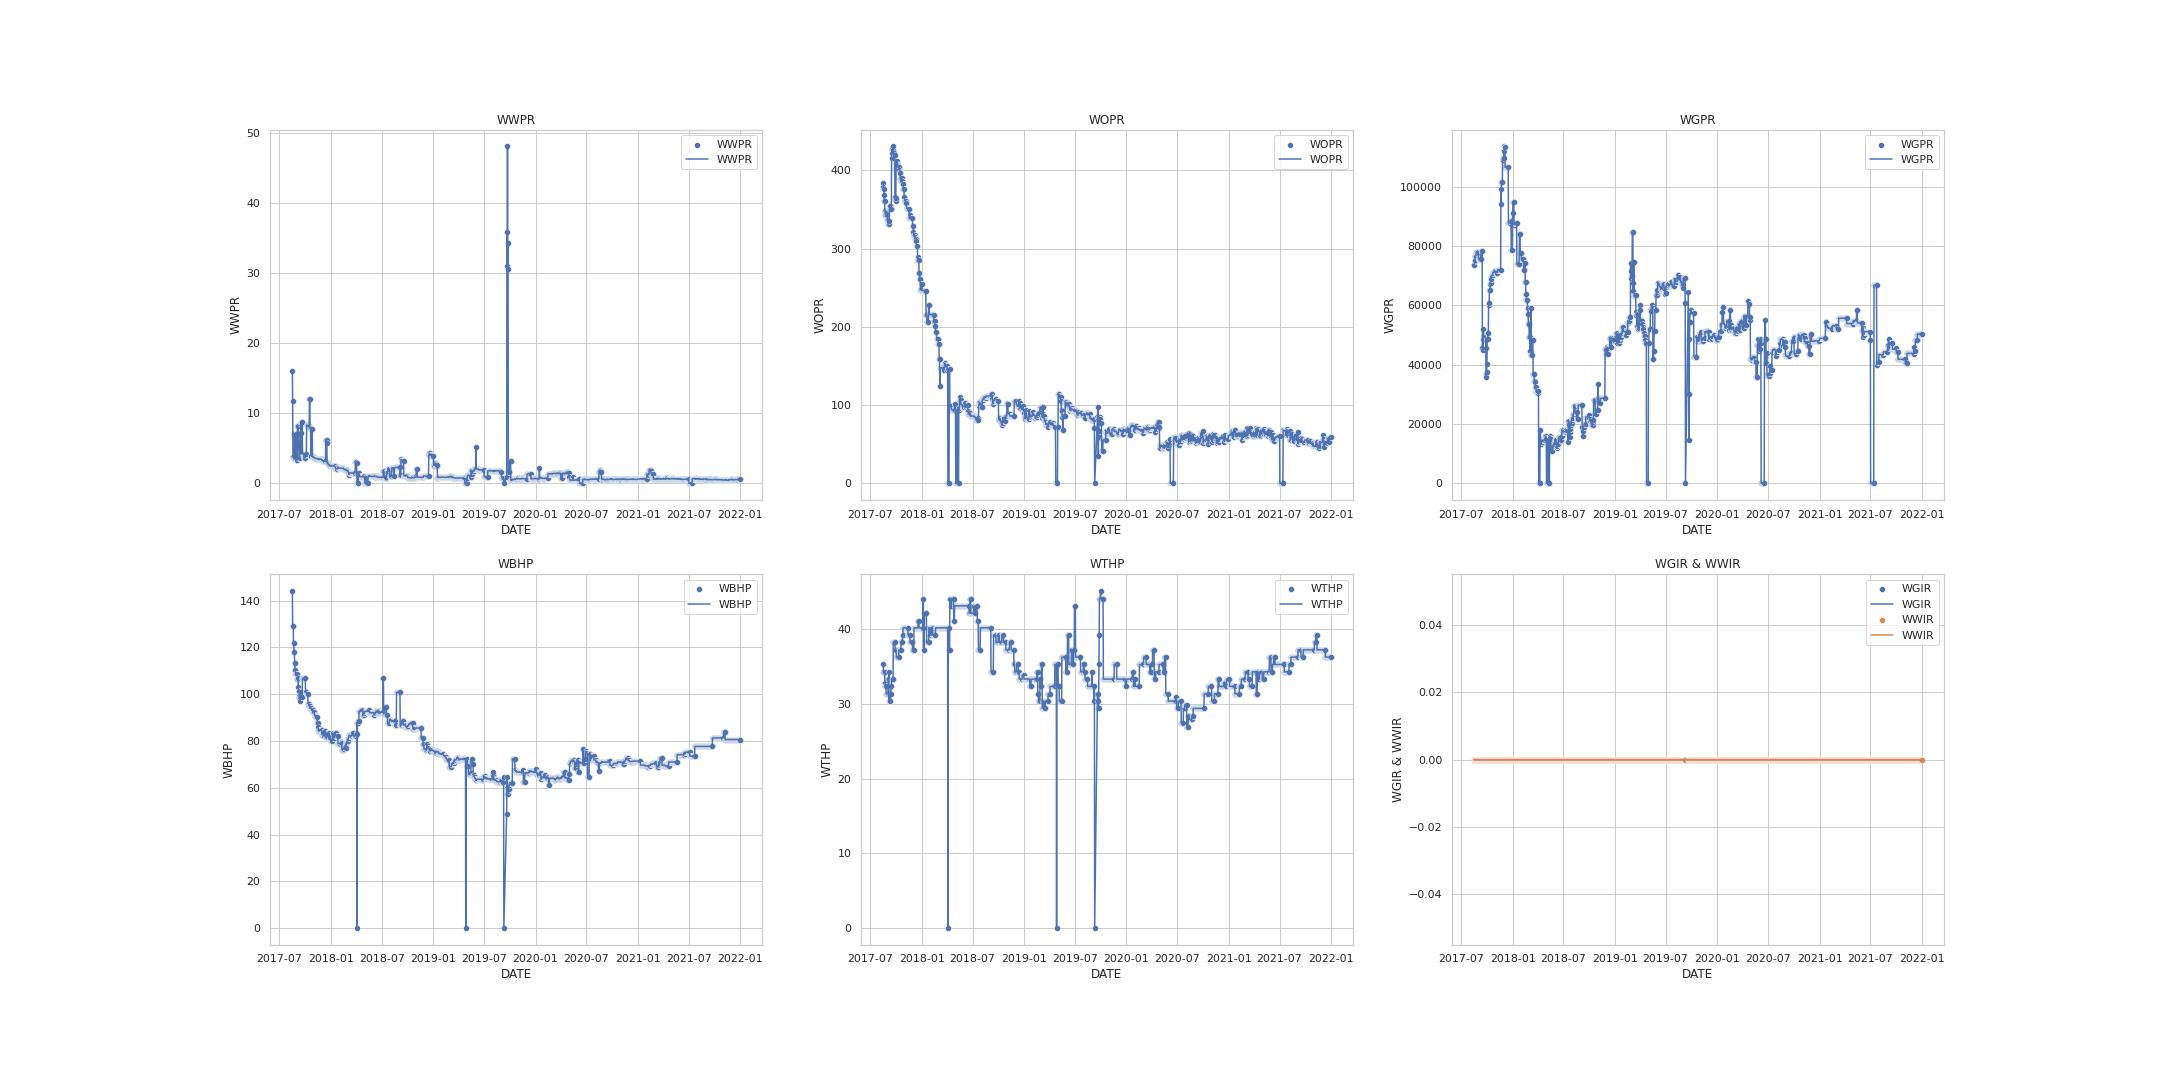 WWPR
50
40
30
20
10
0
WWPR
WWPR
WWPR
2017-07 2018-01 2018-07 2019-01 2019-07 2020-01 2020-07 2021-01 2021-07 2022-01
DATE
WOPR
400
300
200
100
0
WOPR
WOPR
WOPR
2017-07 2018-01 2018-07 2019-01 2019-07 2020-01 2020-07 2021-01 2021-07 2022-01
DATE
WGPR
100000
80000
60000
40000
20000
0
WGPR
WGPR
WGPR
2017-07 2018-01 2018-07 2019-01 2019-07 2020-01 2020-07 2021-01 2021-07 2022-01
DATE
WBHP
140
120
100
80
60
40
20
0
WBHP
WBHP
WBHP
2017-07 2018-01 2018-07 2019-01 2019-07 2020-01 2020-07 2021-01 2021-07 2022-01
DATE
WTHP
40
30
20
10
0
WTHP
WTHP
WTHP
2017-07 2018-01 2018-07 2019-01 2019-07 2020-01 2020-07 2021-01 2021-07 2022-01
DATE
WGIR & WWIR
0.04
0.02
0.00
−0.02
−0.04
WGIR & WWIR
WGIR
WGIR
WWIR
WWIR
2017-07 2018-01 2018-07 2019-01 2019-07 2020-01 2020-07 2021-01 2021-07 2022-01
DATE